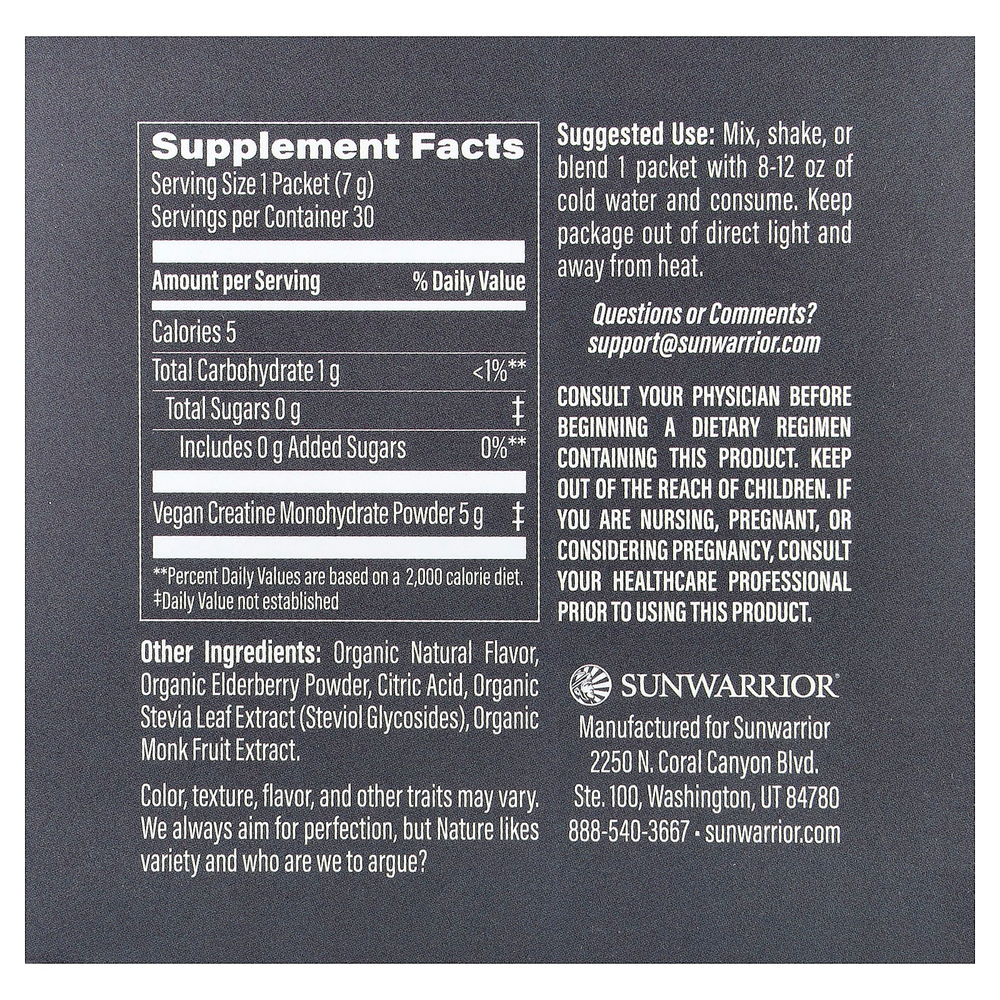 Supplement Facts
Serving Size 1 Packet (7 g)
Servings per Container 30
Amount per Serving % Daily Value
Calories 5
Total Carbohydrate 1 g <1%**
Total Sugars 0 g ‡
Includes 0 g Added Sugars 0%**
Vegan Creatine Monohydrate Powder 5 g ‡
**Percent Daily Values are based on a 2,000 calorie diet.
‡Daily Value not established
Other Ingredients: Organic Natural Flavor,
Organic Elderberry Powder, Citric Acid, Organic
Stevia Leaf Extract (Steviol Glycosides), Organic
Monk Fruit Extract.
Color, texture, flavor, and other traits may vary.
We always aim for perfection, but Nature likes
variety and who are we to argue?
Suggested Use: Mix, shake, or
blend 1 packet with 8-12 oz of
cold water and consume. Keep
package out of direct light and
away from heat.
Questions or Comments?
support@sunwarrior.com
CONSULT YOUR PHYSICIAN BEFORE
BEGINNING A DIETARY REGIMEN
CONTAINING THIS PRODUCT. KEEP
OUT OF THE REACH OF CHILDREN. IF
YOU ARE NURSING, PREGNANT, OR
CONSIDERING PREGNANCY, CONSULT
YOUR HEALTHCARE PROFESSIONAL
PRIOR TO USING THIS PRODUCT.
SUNWARRIOR®
Manufactured for Sunwarrior
2250 N. Coral Canyon Blvd.
Ste. 100, Washington, UT 84780
888-540-3667 • sunwarrior.com